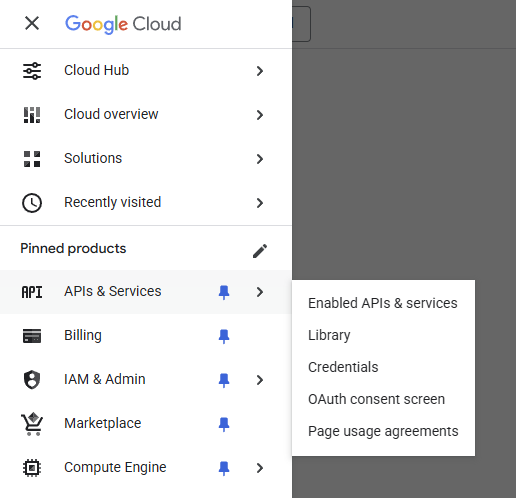 Google Cloud
Cloud Hub
Cloud overview
Solutions
Recently visited
Pinned products
API APIs & Services
Billing
IAM & Admin
Marketplace
Compute Engine
Enabled APIs & services
Library
Credentials
OAuth consent screen
Page usage agreements